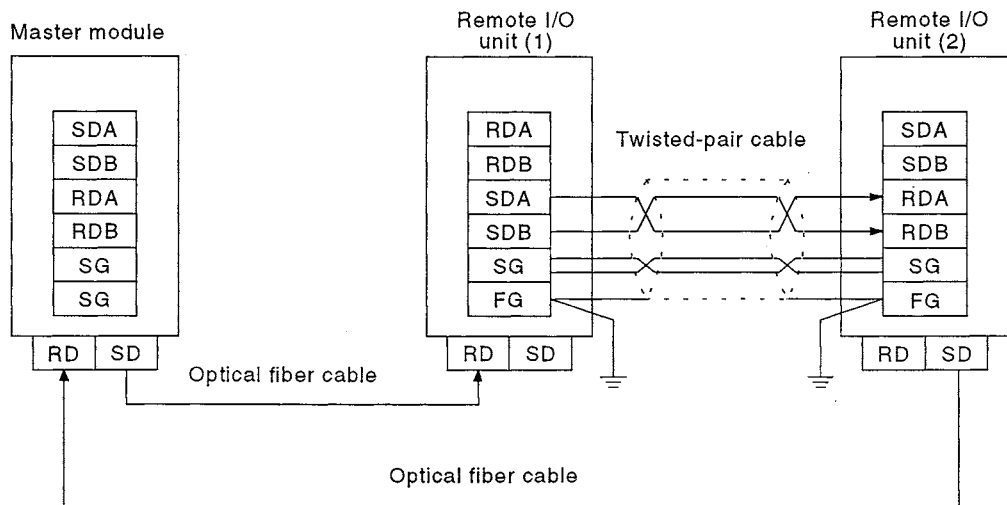 Master module
Remote I/O
unit (1)
Remote I/O
unit (2)
SDA
SDB
RDA
RDB
SG
SG
RD SD
RDA
RDB
SDA
SDB
SG
FG
RD SD
Twisted-pair cable
SDA
SDB
RDA
RDB
SG
FG
RD SD
Optical fiber cable
Optical fiber cable